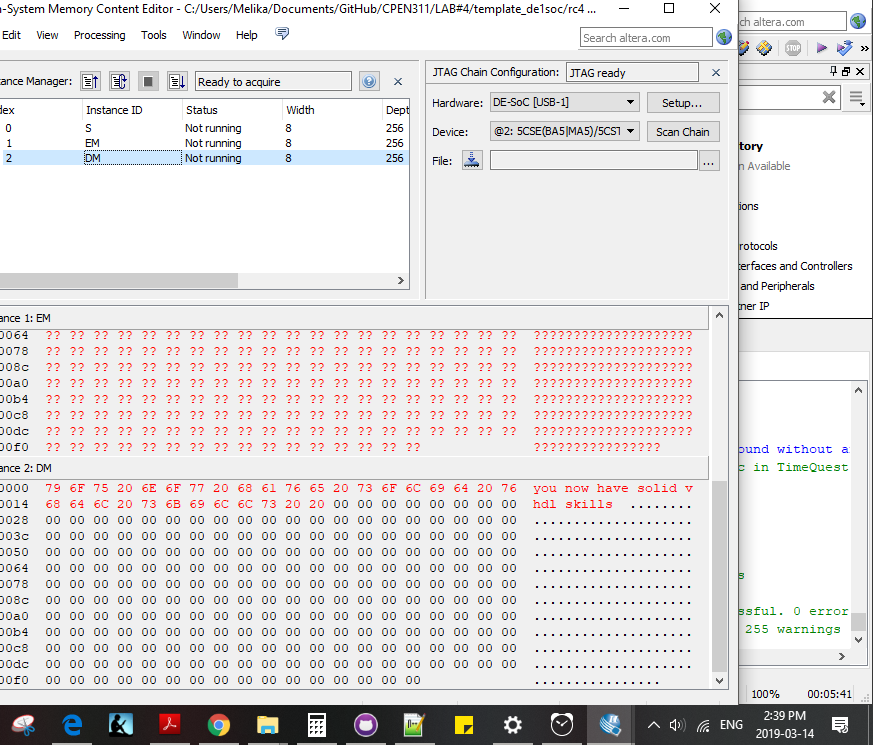 n-System Memory Content Editor - C:/Users/Melika/Documents/GitHub/CPEN311/LAB#4/template_de1soc/rc4 ...
Edit View Processing Tools Window Help
Search altera.com
ch altera.com
tance Manager: Ready to acquire
JTAG Chain Configuration: JTAG ready
dex Instance ID Status Width Dept
0 S Not running 8 256
1 EM Not running 8 256
2 DM Not running 8 256
Hardware: DE-SoC [USB-1] Setup...
Device: @2: 5CSE(BA5|MA5)/5CST Scan Chain
File: ...
STOP
tory
n Available
ions
rotocols
terfaces and Controllers
and Peripherals
tner IP
ance 1: EM
0064 ?? ?? ?? ?? ?? ?? ?? ?? ?? ?? ?? ?? ?? ?? ?? ?? ?? ?? ?? ?? ????????????????????
0078 ?? ?? ?? ?? ?? ?? ?? ?? ?? ?? ?? ?? ?? ?? ?? ?? ?? ?? ?? ?? ????????????????????
008c ?? ?? ?? ?? ?? ?? ?? ?? ?? ?? ?? ?? ?? ?? ?? ?? ?? ?? ?? ?? ????????????????????
00a0 ?? ?? ?? ?? ?? ?? ?? ?? ?? ?? ?? ?? ?? ?? ?? ?? ?? ?? ?? ?? ????????????????????
00b4 ?? ?? ?? ?? ?? ?? ?? ?? ?? ?? ?? ?? ?? ?? ?? ?? ?? ?? ?? ?? ????????????????????
00c8 ?? ?? ?? ?? ?? ?? ?? ?? ?? ?? ?? ?? ?? ?? ?? ?? ?? ?? ?? ?? ????????????????????
00dc ?? ?? ?? ?? ?? ?? ?? ?? ?? ?? ?? ?? ?? ?? ?? ?? ?? ?? ?? ?? ????????????????????
00f0 ?? ?? ?? ?? ?? ?? ?? ?? ?? ?? ?? ?? ?? ?? ?? ?? ????????????????
ance 2: DM
0000 79 6F 75 20 6E 6F 77 20 68 61 76 65 20 73 6F 6C 69 64 20 76 you now have solid v
0014 68 64 6C 20 73 6B 69 6C 6C 73 20 20 00 00 00 00 00 00 00 00 hdl skills  ........
0028 00 00 00 00 00 00 00 00 00 00 00 00 00 00 00 00 00 00 00 00 ....................
003c 00 00 00 00 00 00 00 00 00 00 00 00 00 00 00 00 00 00 00 00 ....................
0050 00 00 00 00 00 00 00 00 00 00 00 00 00 00 00 00 00 00 00 00 ....................
0064 00 00 00 00 00 00 00 00 00 00 00 00 00 00 00 00 00 00 00 00 ....................
0078 00 00 00 00 00 00 00 00 00 00 00 00 00 00 00 00 00 00 00 00 ....................
008c 00 00 00 00 00 00 00 00 00 00 00 00 00 00 00 00 00 00 00 00 ....................
00a0 00 00 00 00 00 00 00 00 00 00 00 00 00 00 00 00 00 00 00 00 ....................
00b4 00 00 00 00 00 00 00 00 00 00 00 00 00 00 00 00 00 00 00 00 ....................
00c8 00 00 00 00 00 00 00 00 00 00 00 00 00 00 00 00 00 00 00 00 ....................
00dc 00 00 00 00 00 00 00 00 00 00 00 00 00 00 00 00 00 00 00 00 ....................
00f0 00 00 00 00 00 00 00 00 00 00 00 00 00 00 00 00 ................
ound without a
c in TimeQuest
s
ssful. 0 error
255 warnings
100% 00:05:41
ENG
2:39 PM
2019-03-14